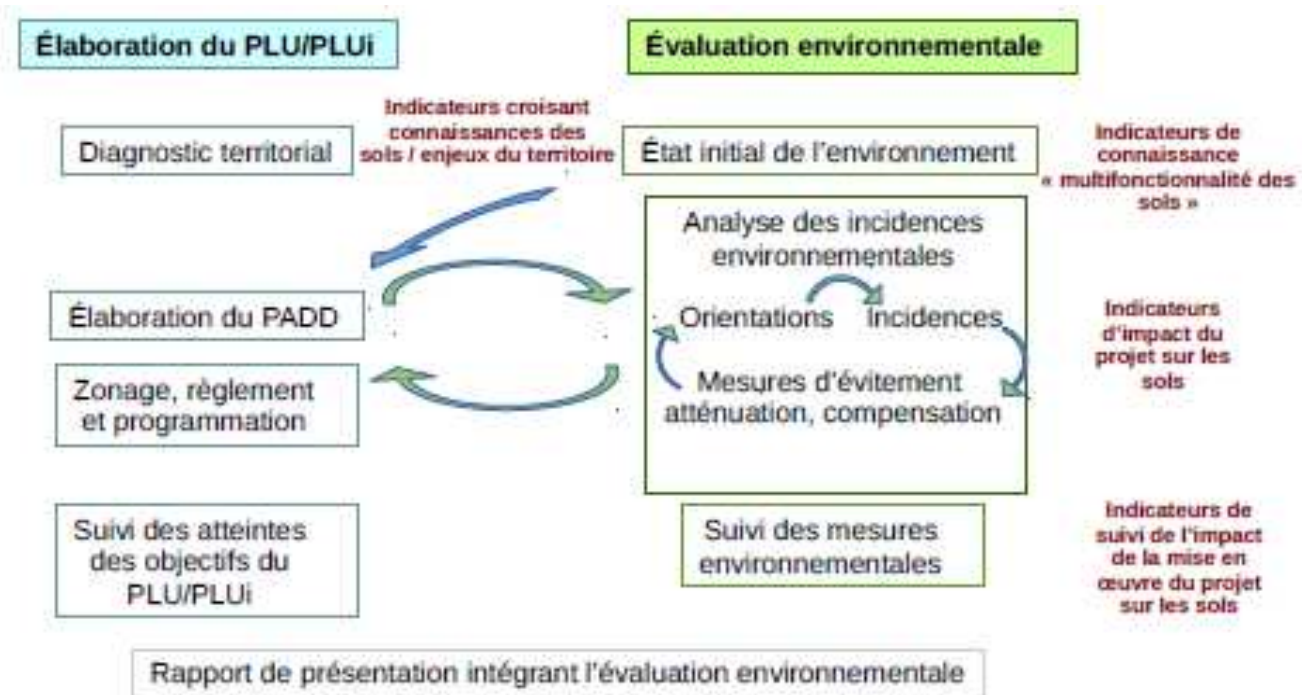 Élaboration du PLU/PLUi
Évaluation environnementale
Indicateurs croisant
connaissances des
sols / enjeux du territoire
Diagnostic territorial
État initial de l'environnement
Indicateurs de
connaissance
« multifonctionnalité des
sols »
Analyse des incidences
environnementales
Orientations
Incidences
Mesures d'évitement
atténuation, compensation
Élaboration du PADD
Zonage, règlement
et programmation
Indicateurs
d'impact du
projet sur les
sols
Suivi des atteintes
des objectifs du
PLU/PLUi
Suivi des mesures
environnementales
Indicateurs de
suivi de l'impact
de la mise en
œuvre du projet
sur les sols
Rapport de présentation intégrant l'évaluation environnementale